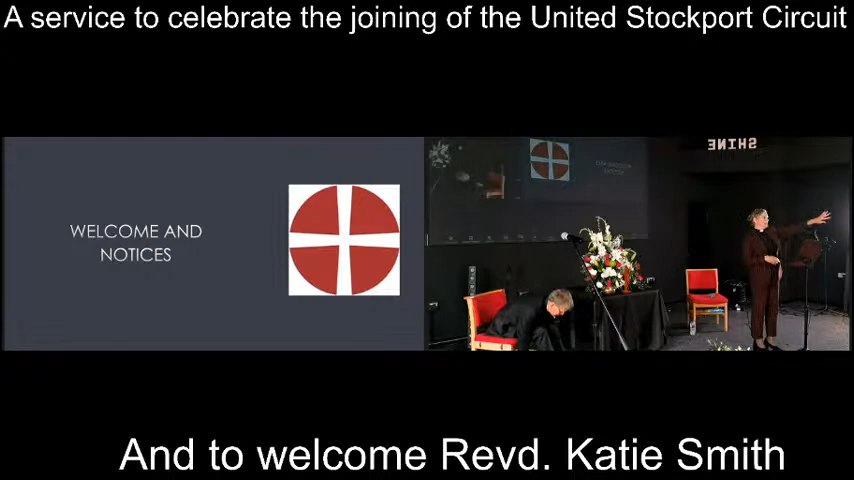 A service to celebrate the joining of the United Stockport Circuit
WELCOME AND
NOTICES
SHINE
And to welcome Revd. Katie Smith